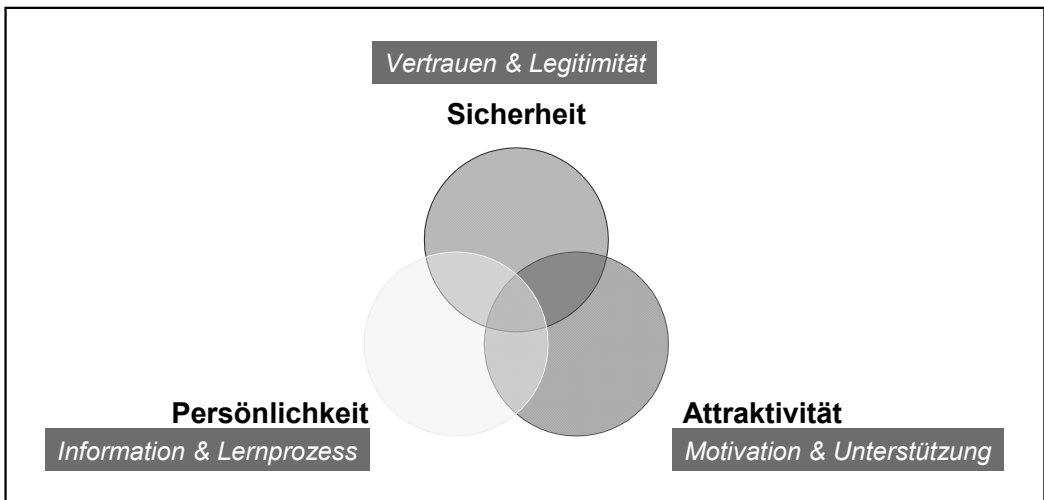 Vertrauen & Legitimität
Sicherheit
Persönlichkeit
Information & Lernprozess
Attraktivität
Motivation & Unterstützung